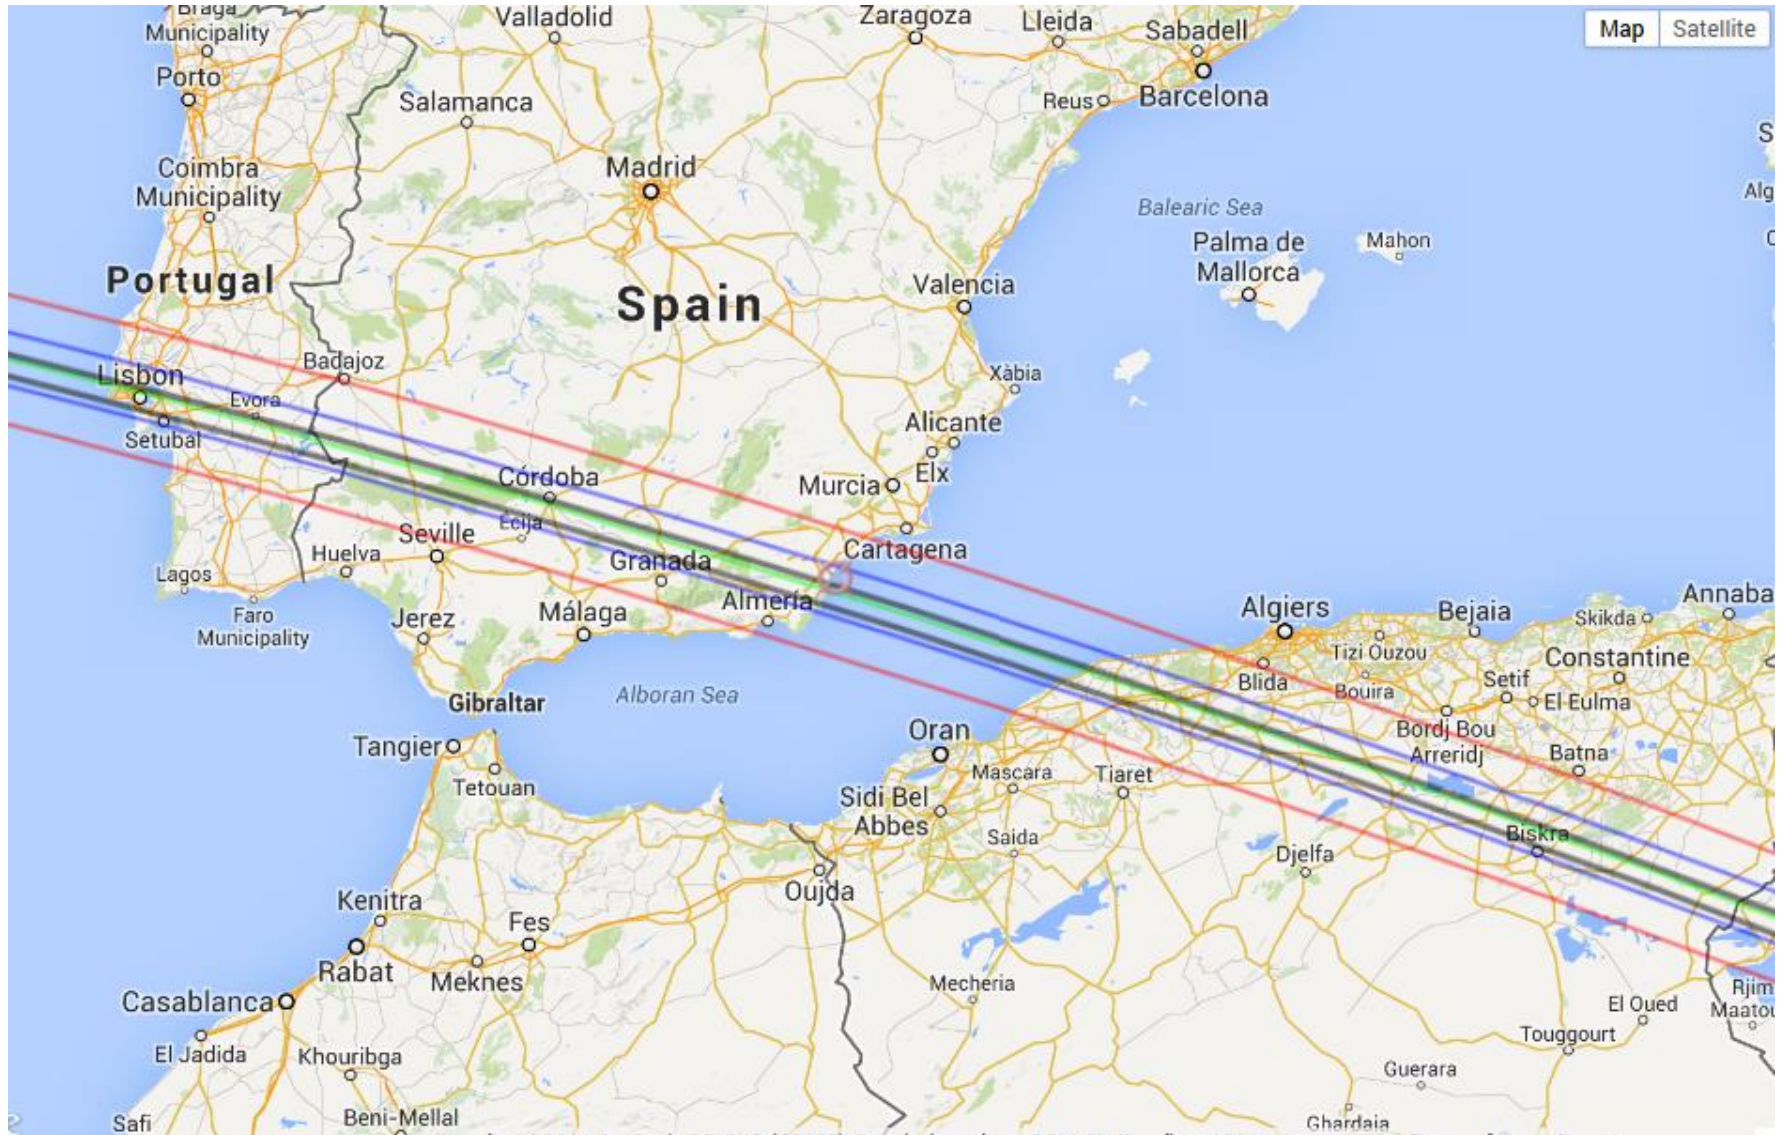 Braga
Municipality
Valladolid
Zaragoza
Lleida
Sabadell
Map
Satellite
Porto
Salamanca
Reus
Barcelona
Coimbra
Municipality
Madrid
Balearic Sea
Palma de
Mallorca
Mahon
Portugal
Spain
Valencia
Lisbon
Badajoz
Evora
Xàbia
Setubal
Alicante
Elx
Córdoba
Murcia
Écija
Seville
Huelva
Granada
Cartagena
Lagos
Faro
Municipality
Jerez
Málaga
Almería
Algiers
Bejaia
Skikda
Annaba
Tizi Ouzou
Constantine
Blida
Bouira
Setif
El Eulma
Gibraltar
Alboran Sea
Tangier
Oran
Bordj Bou
Arreridj
Batna
Tetouan
Mascara
Tiaret
Sidi Bel
Abbes
Saida
Biskra
Djelfa
Oujda
Kenitra
Fes
Rabat
Meknes
Casablanca
Mecheria
Rjim
Maatou
El Oued
El Jadida
Khouribga
Touggourt
Guerara
Safi
Beni-Mellal
Ghardaia